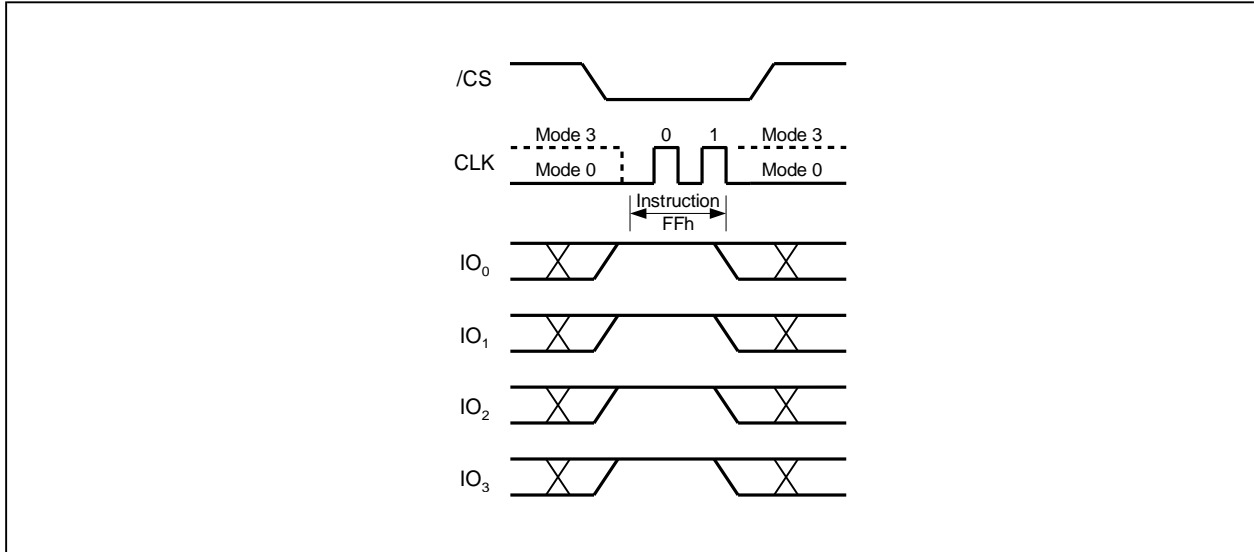 /CS
Mode 3 0 1 Mode 3
CLK
Mode 0 Mode 0
Instruction
FFh
IO0
IO1
IO2
IO3